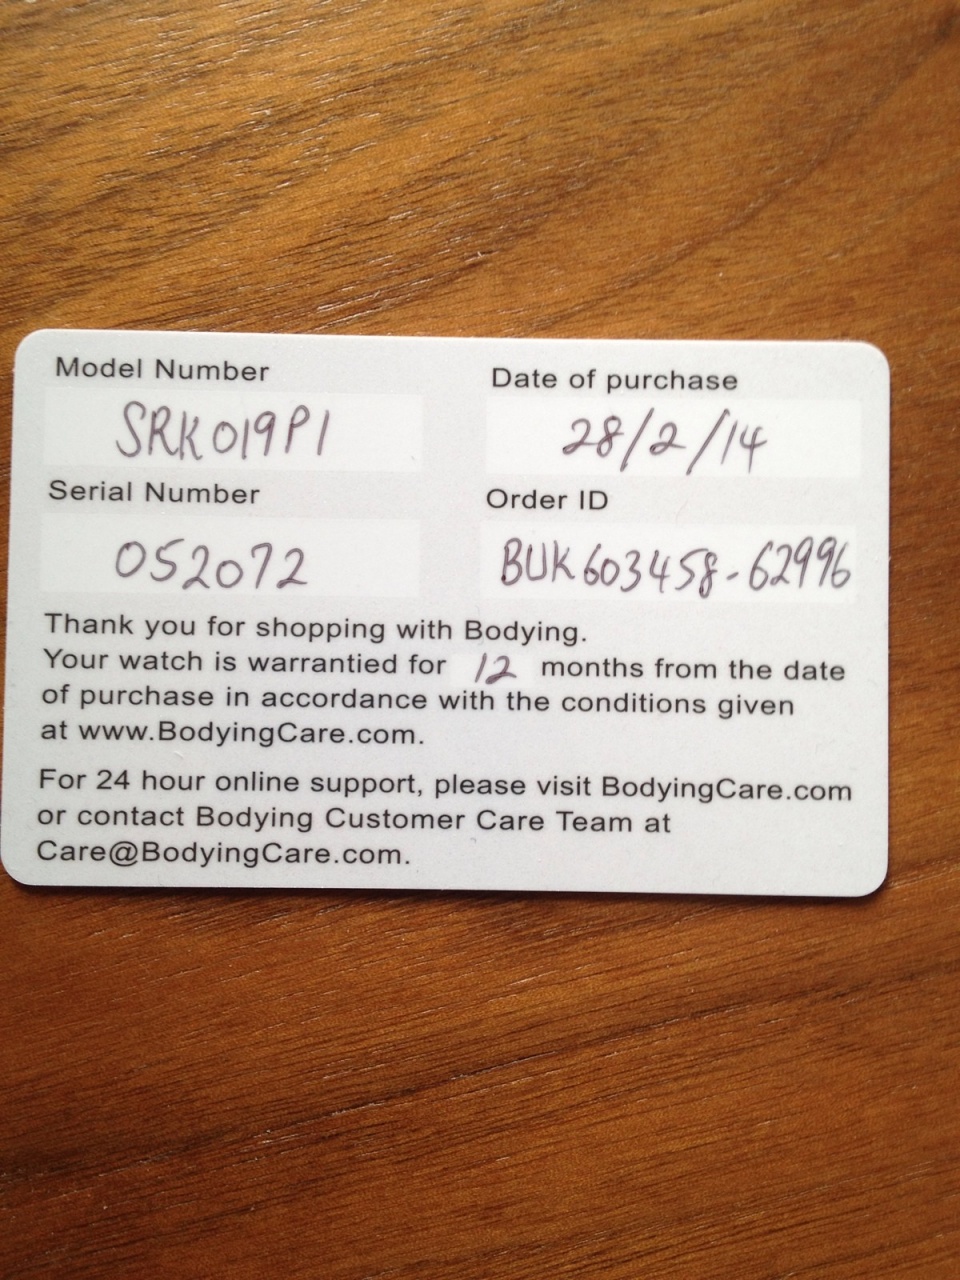 Model Number
SRK019P1
Date of purchase
28/2/14
Serial Number
052072
Order ID
BUK603458-62996
Thank you for shopping with Bodying.
Your watch is warrantied for 12 months from the date
of purchase in accordance with the conditions given
at www.BodyingCare.com.
For 24 hour online support, please visit BodyingCare.com
or contact Bodying Customer Care Team at
Care@BodyingCare.com.